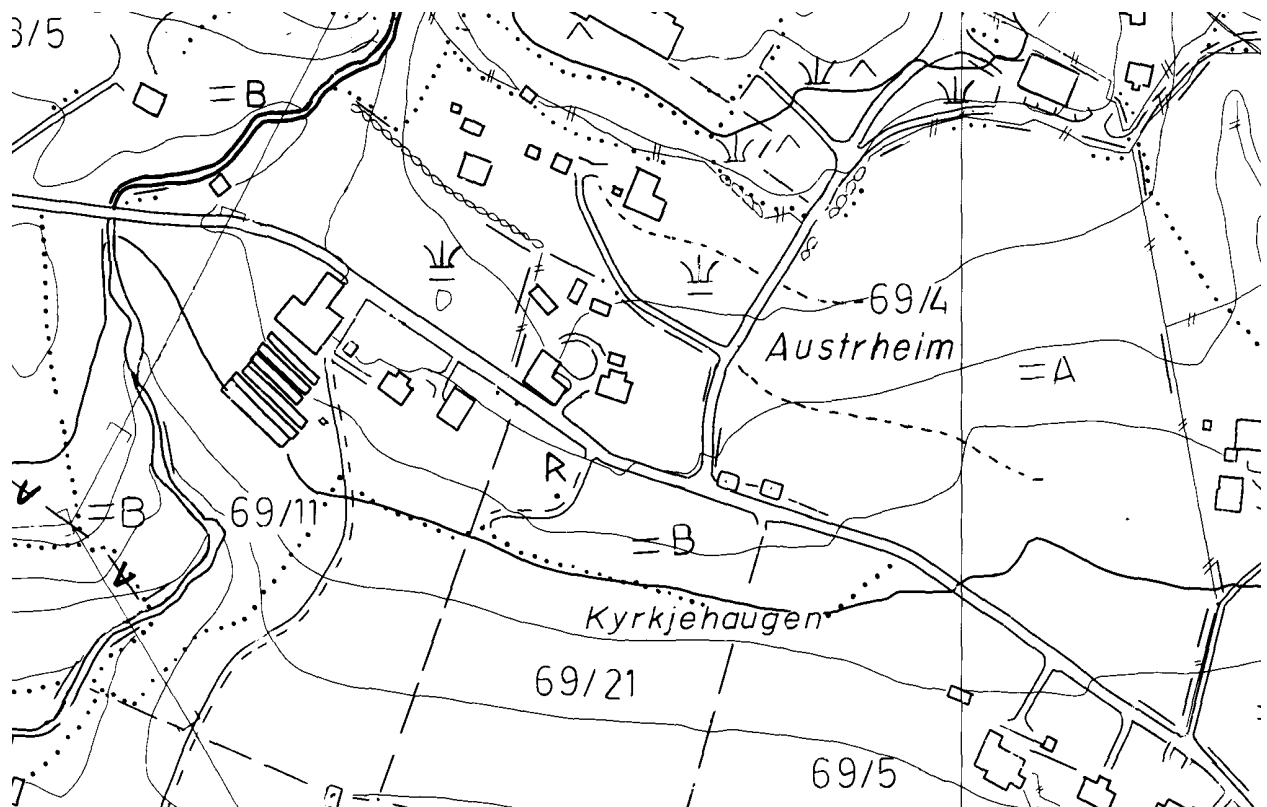 3/5
=B
69/4
Austrheim
=A
R
=B
69/11
=B
Kyrkjehaugen
69/21
69/5